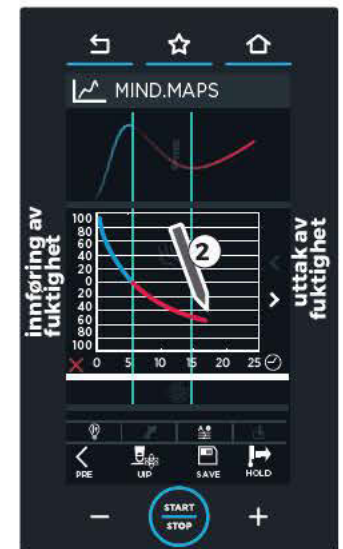 MIND.MAPS
innføring av
fuktighet
uttak av
fuktighet
100
80
60
40
20
0
20
40
60
80
100
2
0 5 10 15 20 25
PRE UP SAVE HOLD
START
STOP